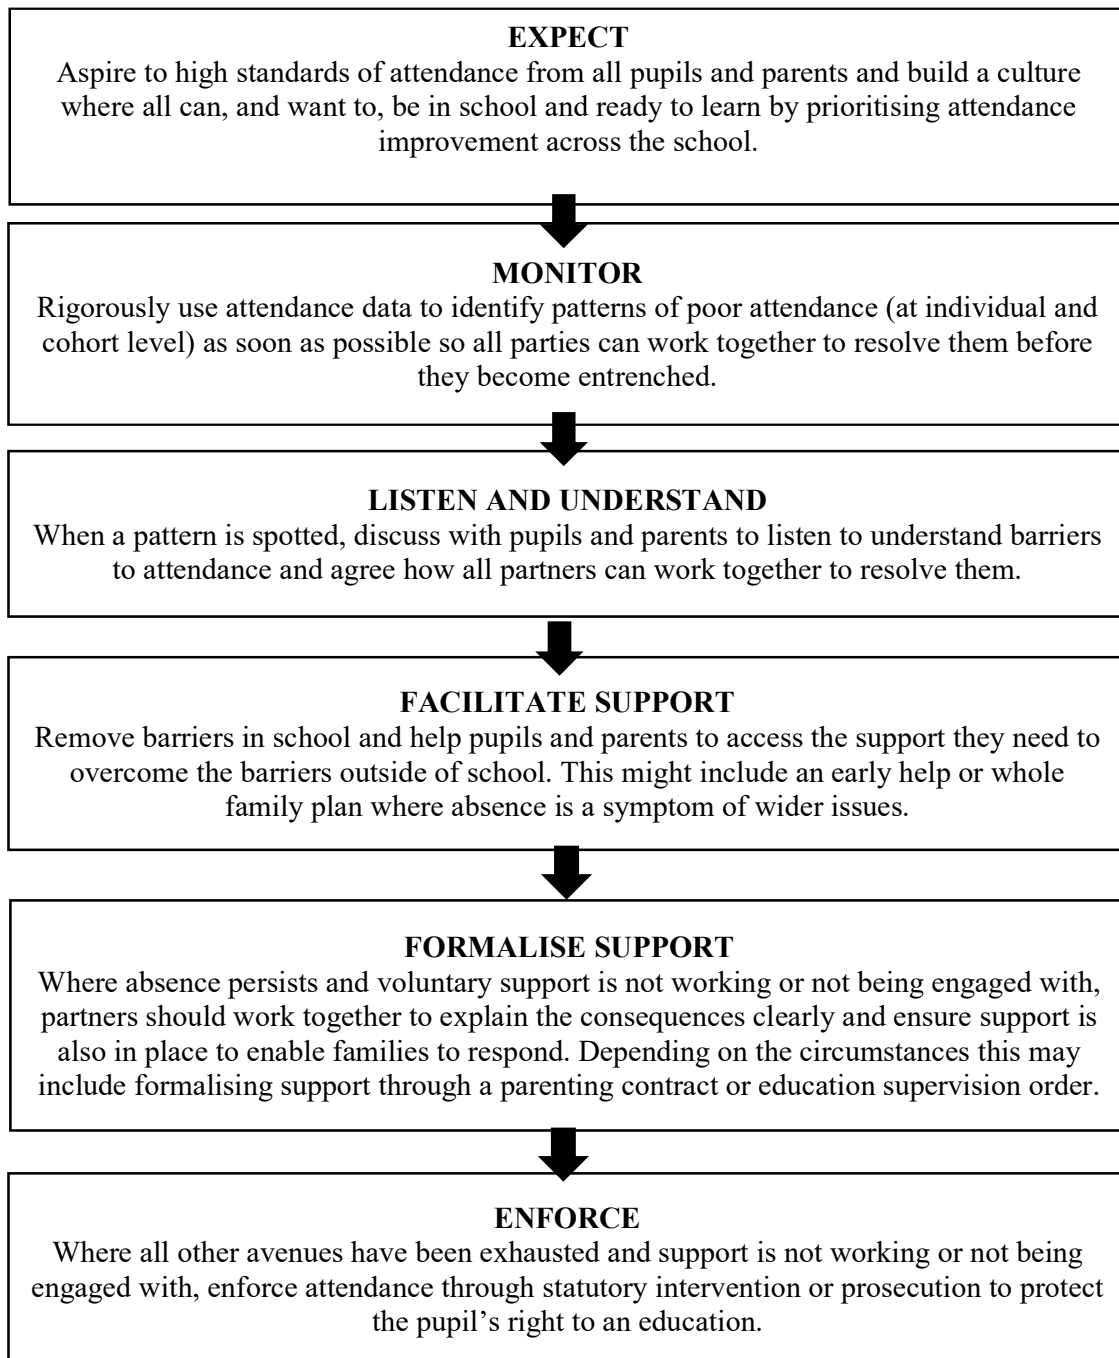 EXPECT
Aspire to high standards of attendance from all pupils and parents and build a culture
where all can, and want to, be in school and ready to learn by prioritising attendance
improvement across the school.
MONITOR
Rigorously use attendance data to identify patterns of poor attendance (at individual and
cohort level) as soon as possible so all parties can work together to resolve them before
they become entrenched.
LISTEN AND UNDERSTAND
When a pattern is spotted, discuss with pupils and parents to listen to understand barriers
to attendance and agree how all partners can work together to resolve them.
FACILITATE SUPPORT
Remove barriers in school and help pupils and parents to access the support they need to
overcome the barriers outside of school. This might include an early help or whole
family plan where absence is a symptom of wider issues.
FORMALISE SUPPORT
Where absence persists and voluntary support is not working or not being engaged with,
partners should work together to explain the consequences clearly and ensure support is
also in place to enable families to respond. Depending on the circumstances this may
include formalising support through a parenting contract or education supervision order.
ENFORCE
Where all other avenues have been exhausted and support is not working or not being
engaged with, enforce attendance through statutory intervention or prosecution to protect
the pupil’s right to an education.